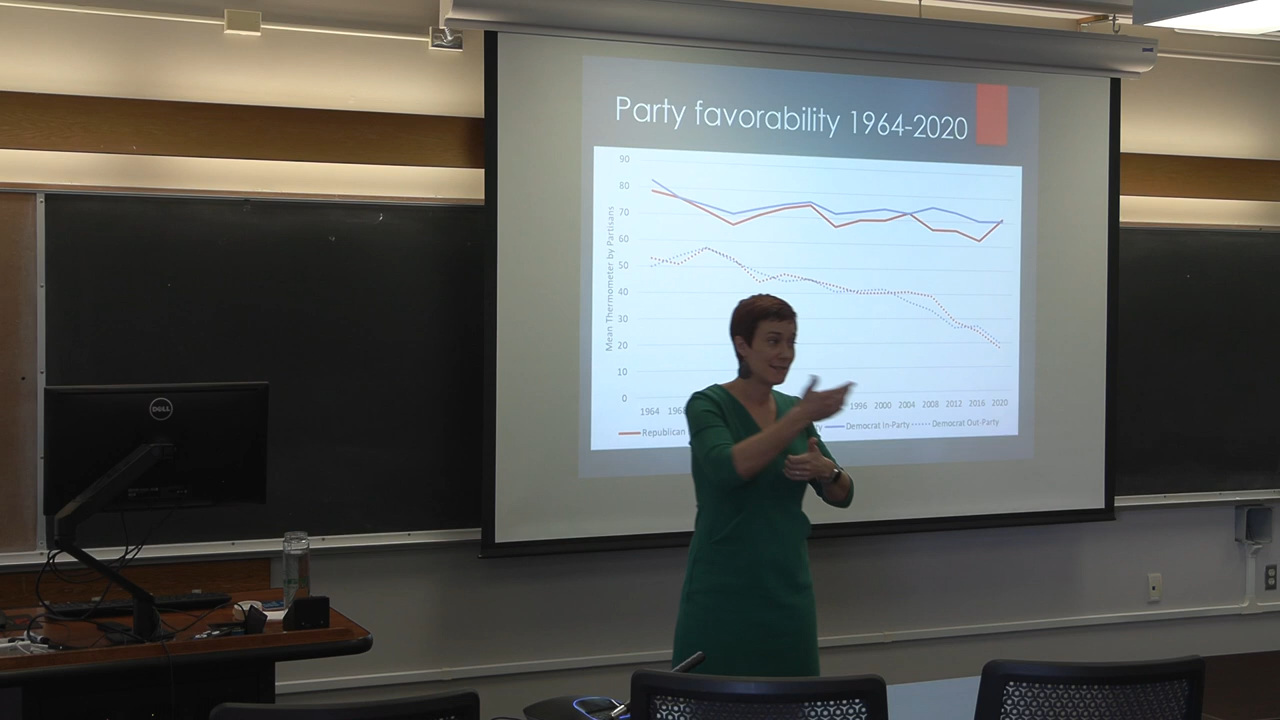 Party favorability 1964-2020
90
80
70
60
50
40
30
20
10
0
Mean Thermometer by Partisans
1964 1968 1996 2000 2004 2008 2012 2016 2020
Republican Democrat In-Party Democrat Out-Party
DELL